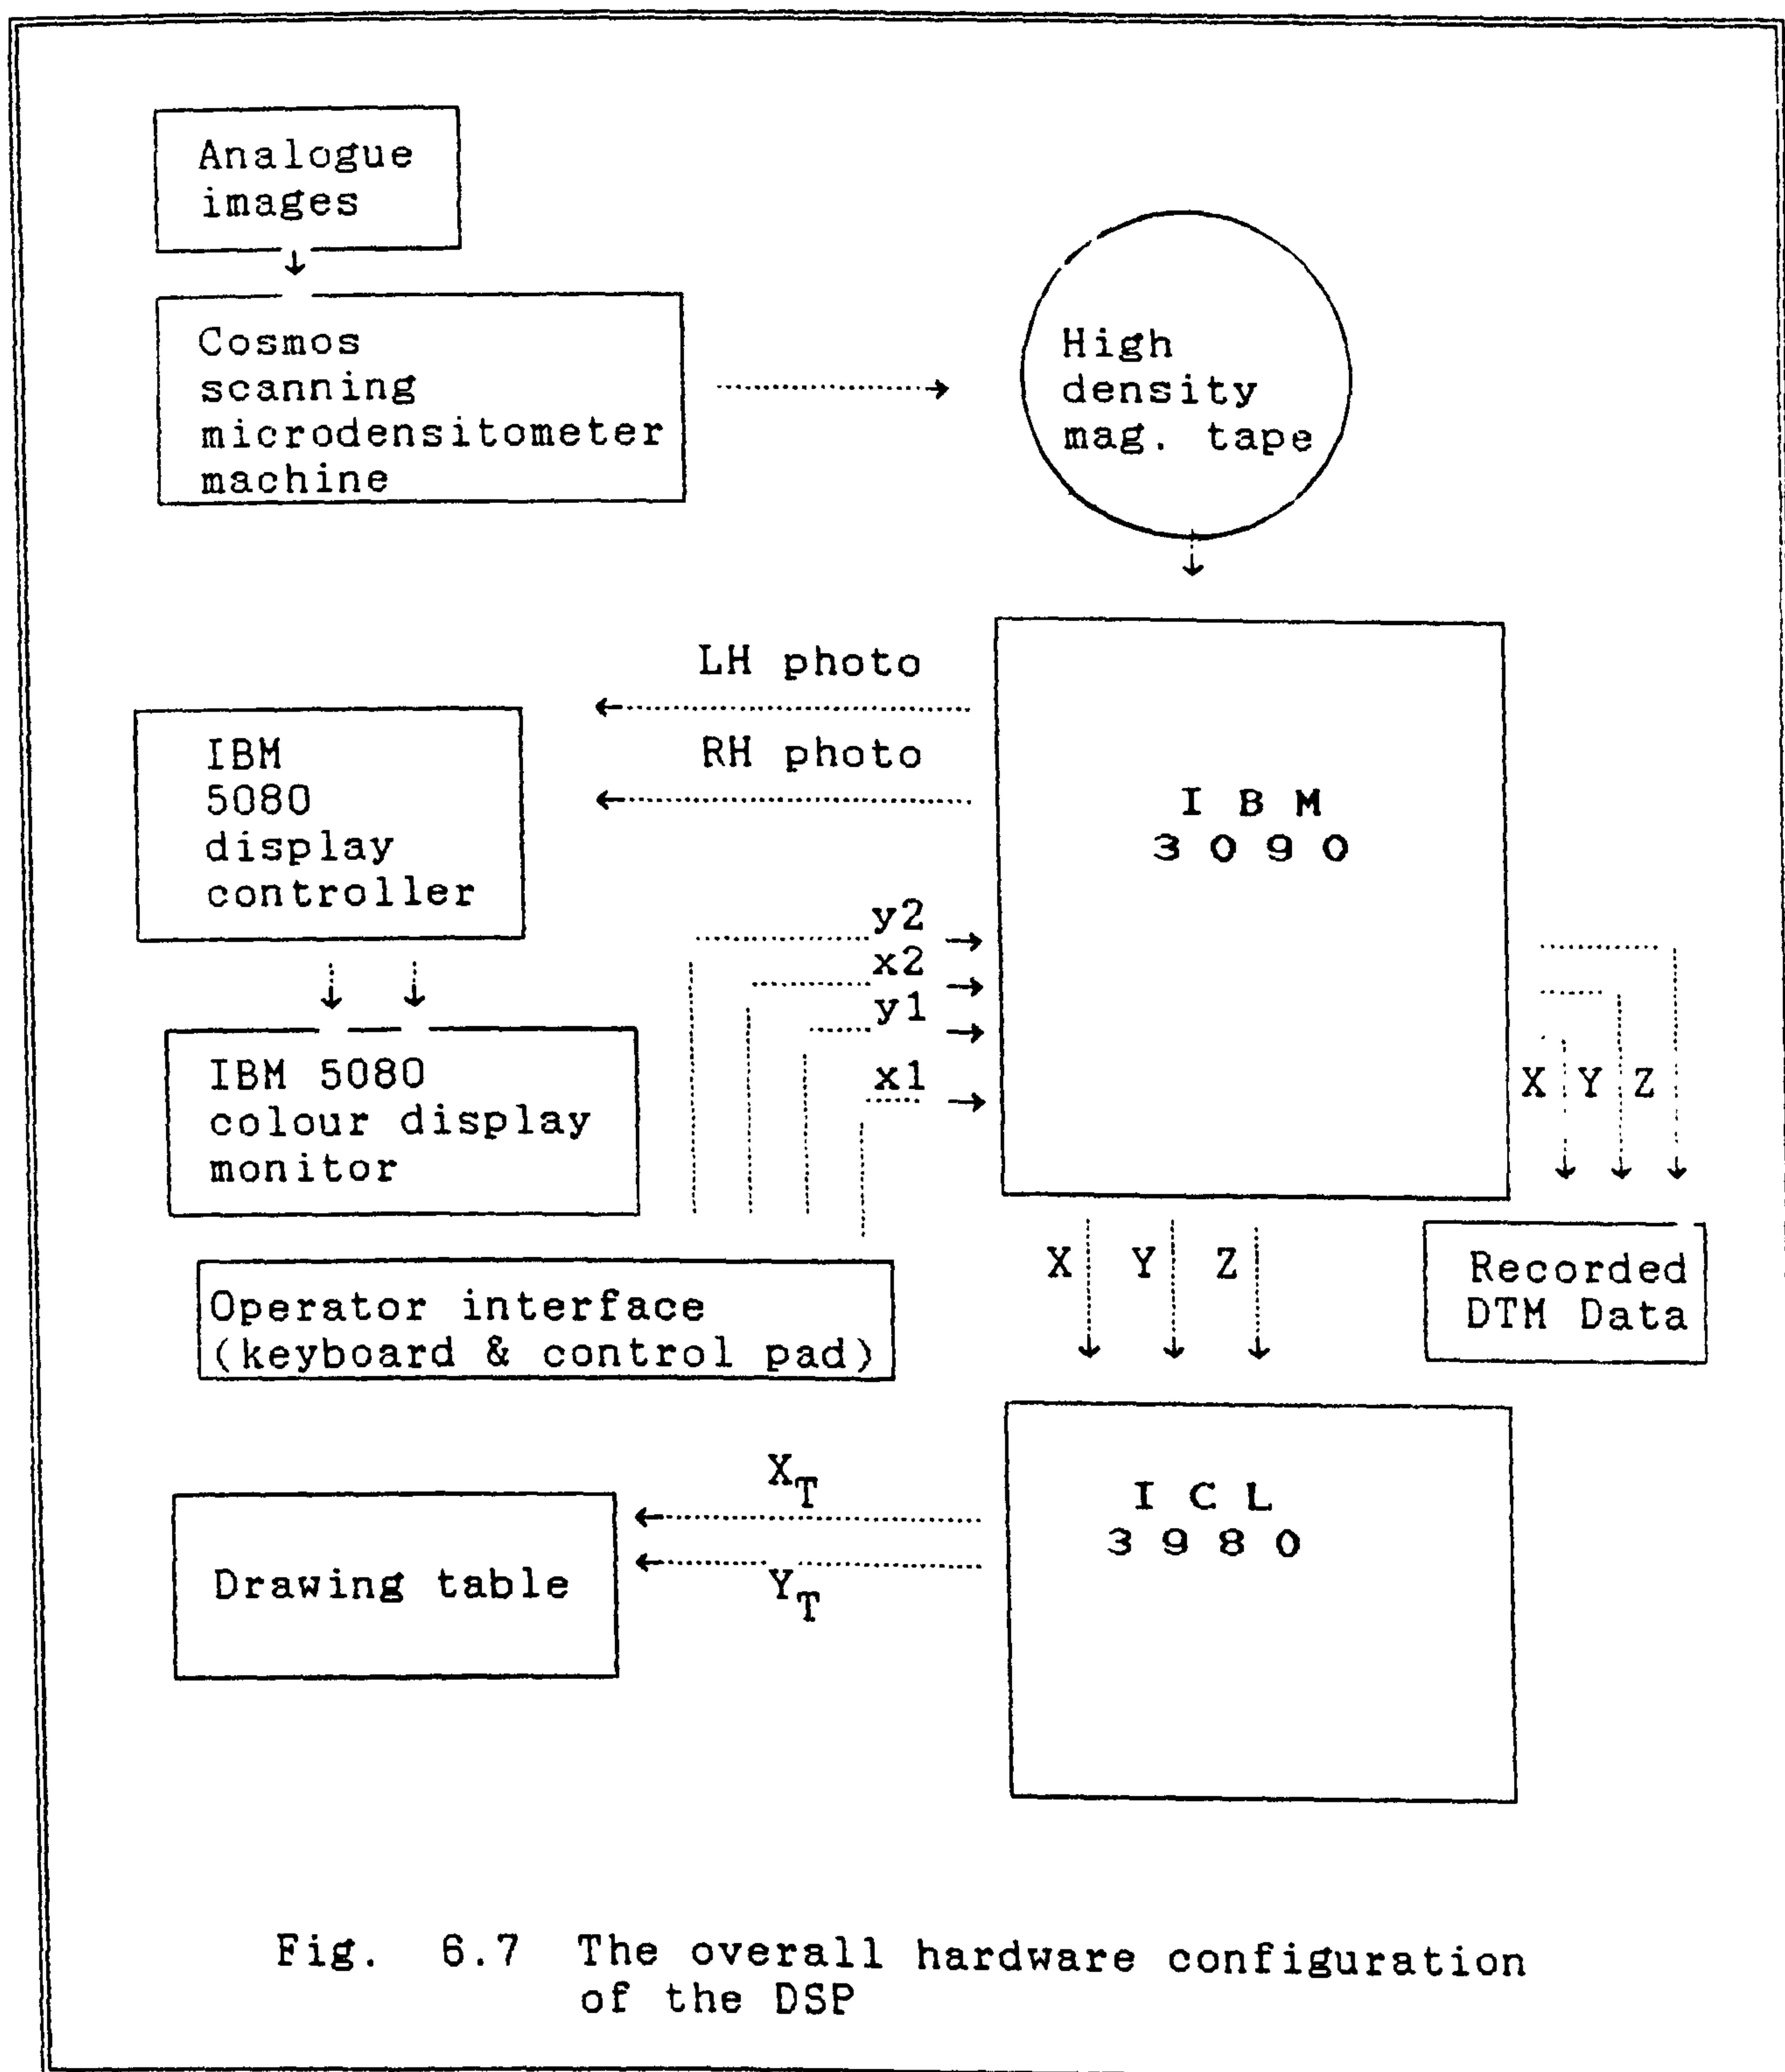 Analogue
images
Cosmos
scanning
microdensitometer
machine
High
density
mag. tape
LH photo
RH photo
IBM
5080
display
controller
I B M
3 0 9 0
y2
x2
y1
x1
IBM 5080
colour display
monitor
X Y Z
Operator interface
(keyboard & control pad)
X Y Z
Recorded
DTM Data
X_T
Y_T
Drawing table
I C L
3 9 8 0
Fig. 6.7 The overall hardware configuration
of the DSP